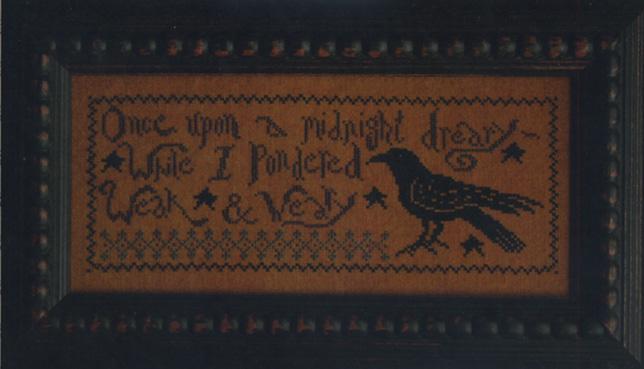 Once upon a midnight dreary~
While I Pondered
Weak & Weary